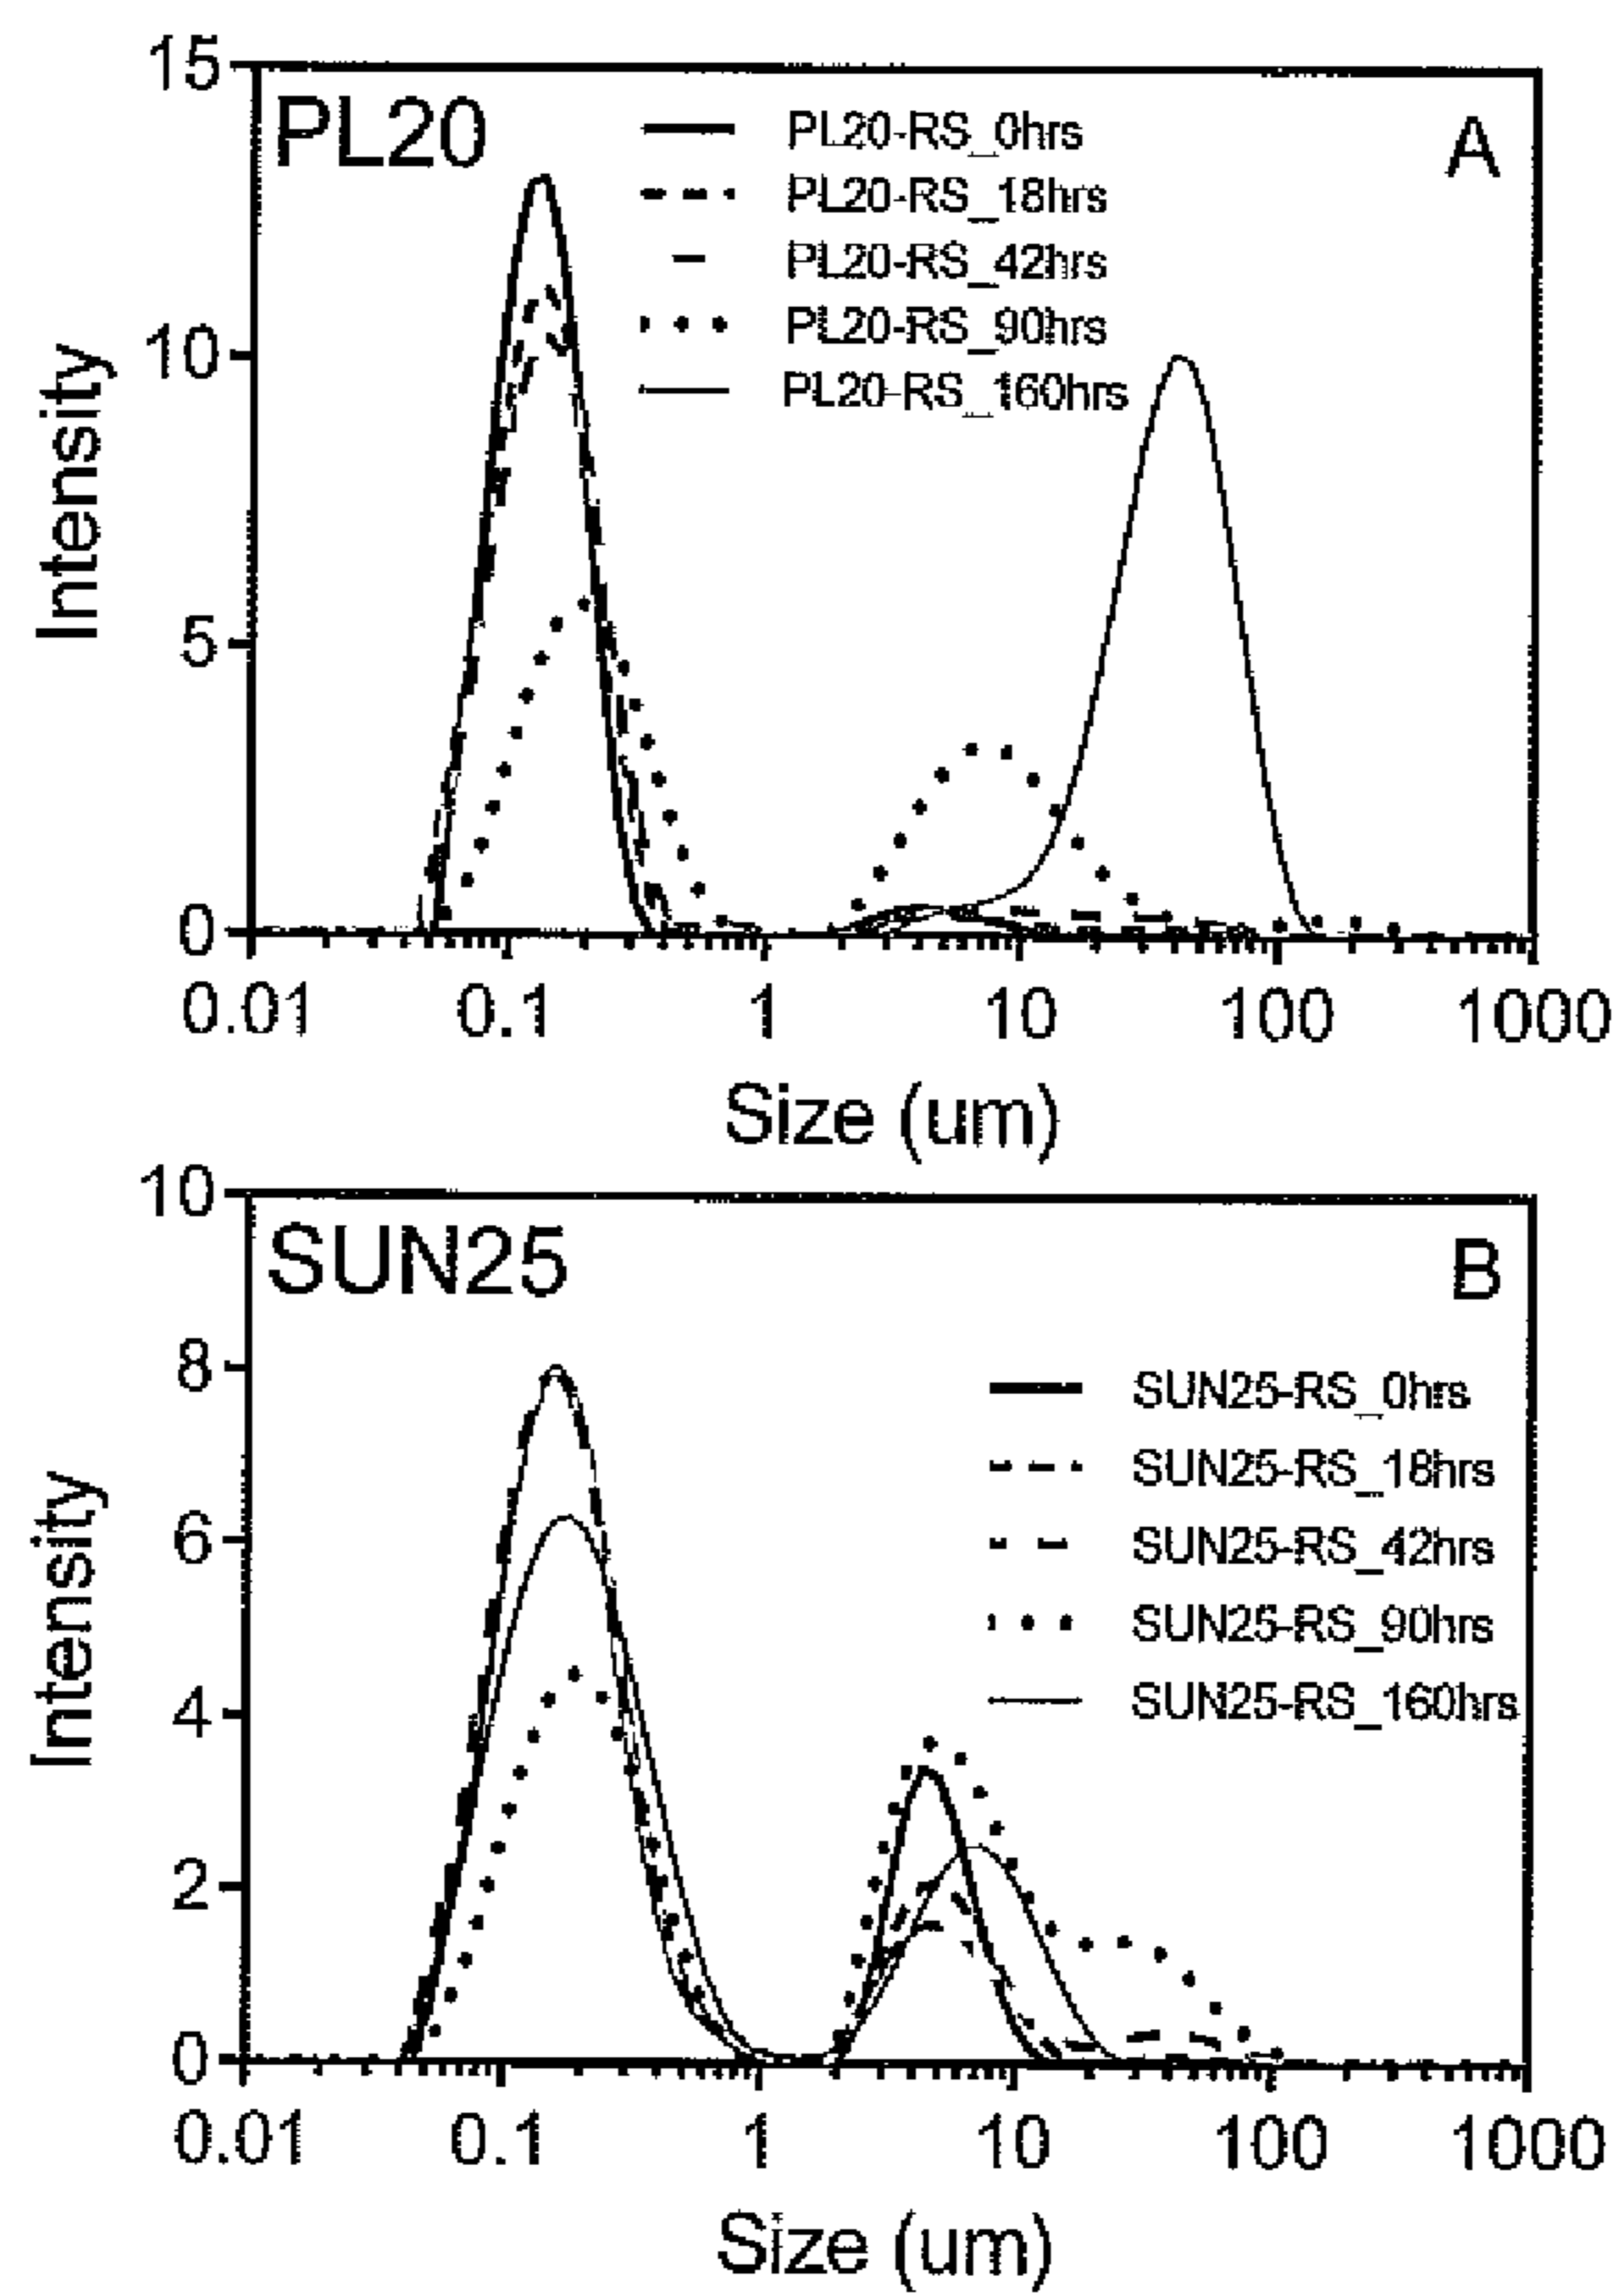 15
PL20
A
PL20-RS_0hrs
PL20-RS_18hrs
PL20-RS_42hrs
PL20-RS_90hrs
PL20-RS_160hrs
10
5
0
Intensity
0.01 0.1 1 10 100 1000
Size (um)
10
SUN25
B
8
SUN25-RS_0hrs
SUN25-RS_18hrs
SUN25-RS_42hrs
SUN25-RS_90hrs
SUN25-RS_160hrs
6
4
2
0
Intensity
0.01 0.1 1 10 100 1000
Size (um)